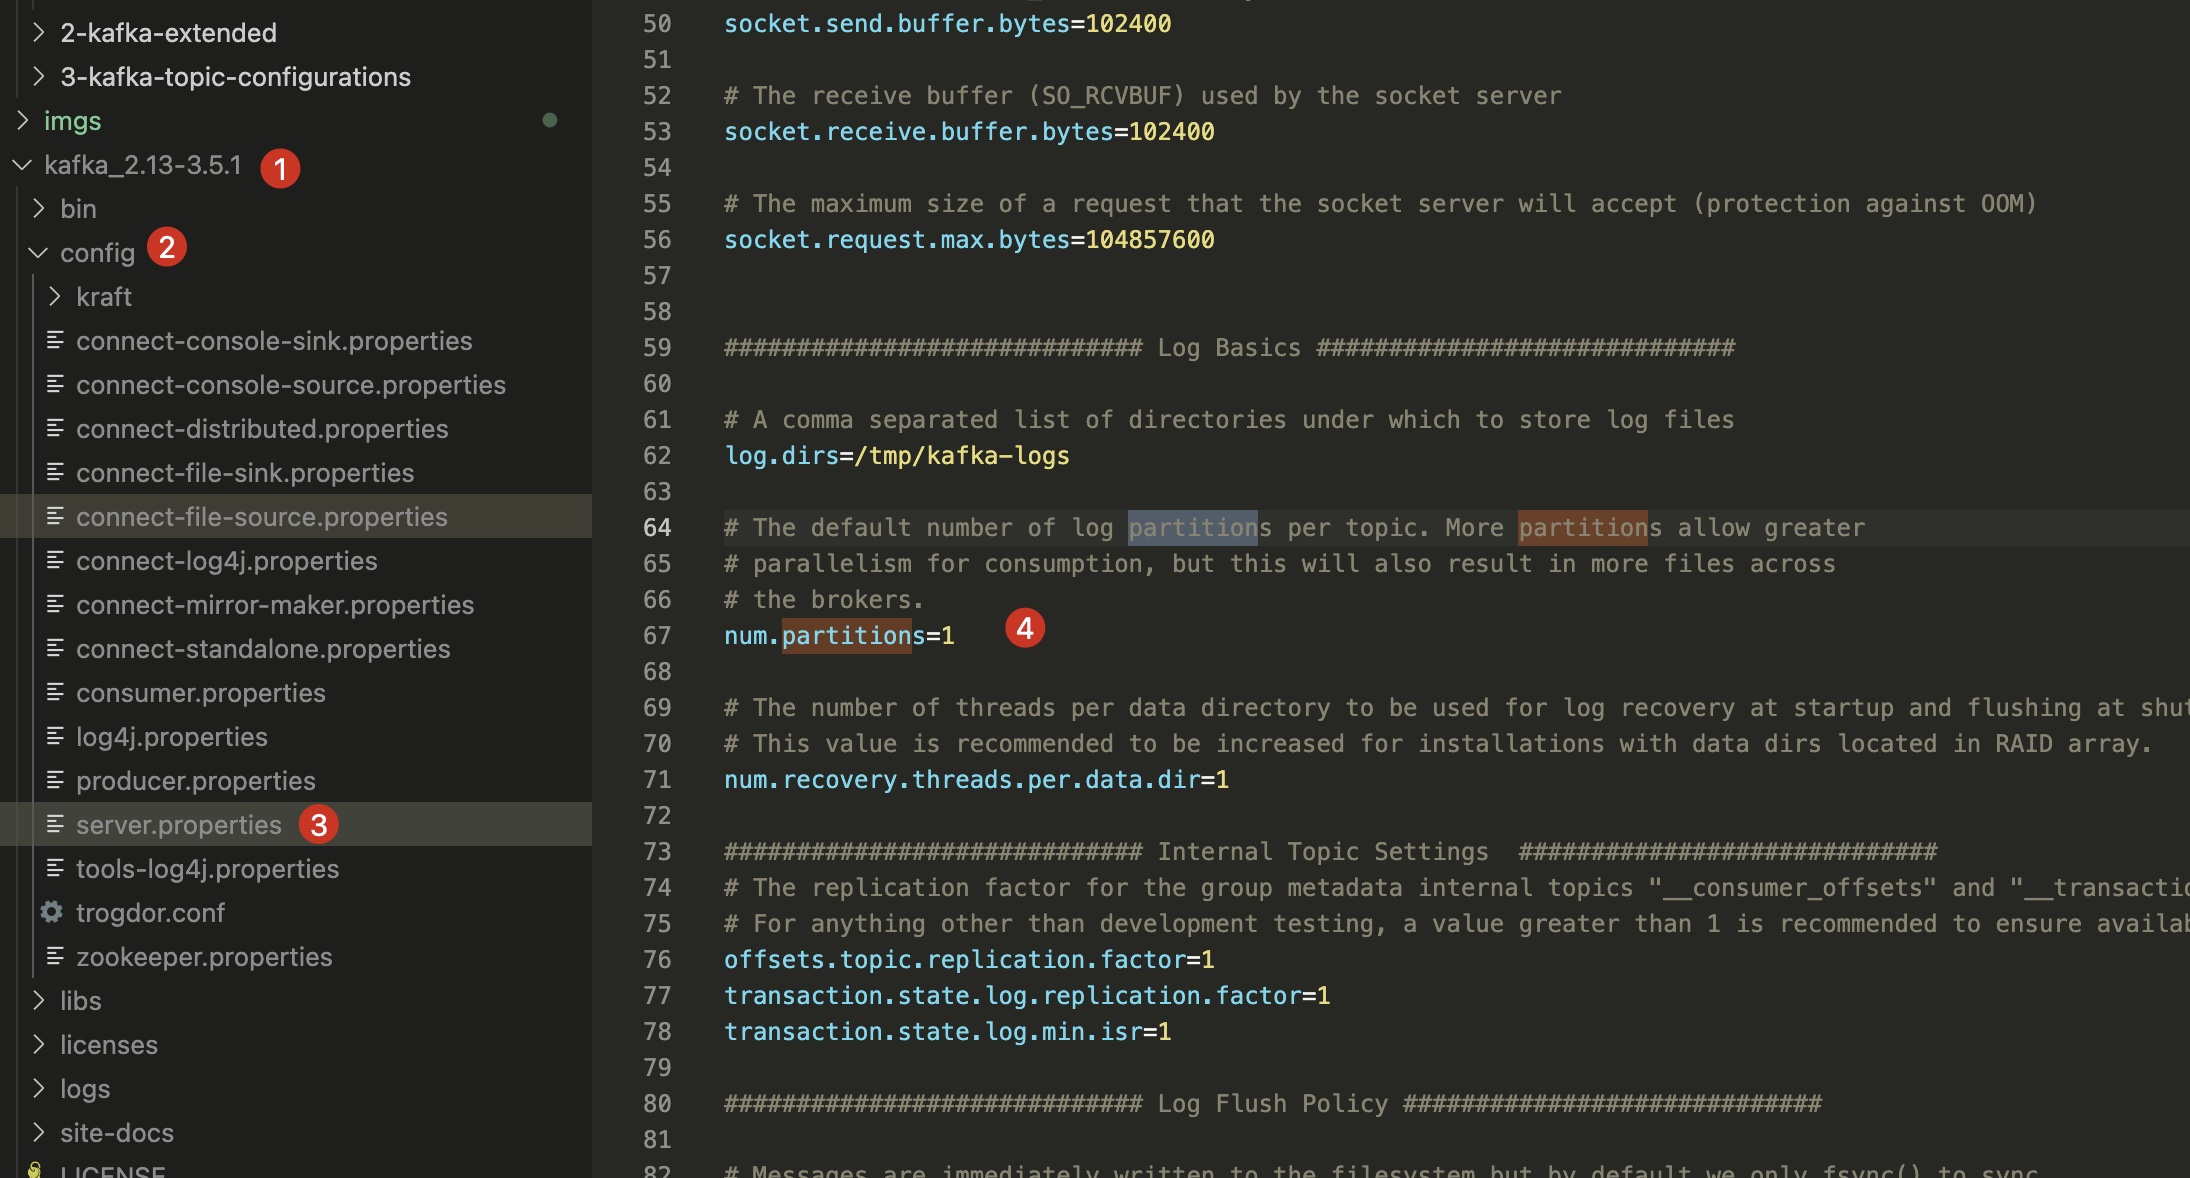 2-kafka-extended
3-kafka-topic-configurations
imgs
kafka_2.13-3.5.1 1
bin
config 2
kraft
connect-console-sink.properties
connect-console-source.properties
connect-distributed.properties
connect-file-sink.properties
connect-file-source.properties
connect-log4j.properties
connect-mirror-maker.properties
connect-standalone.properties
consumer.properties
log4j.properties
producer.properties
server.properties 3
tools-log4j.properties
trogdor.conf
zookeeper.properties
libs
licenses
logs
site-docs
LICENSE
50 socket.send.buffer.bytes=102400
51
52 # The receive buffer (SO_RCVBUF) used by the socket server
53 socket.receive.buffer.bytes=102400
54
55 # The maximum size of a request that the socket server will accept (protection against OOM)
56 socket.request.max.bytes=104857600
57
58
59 ############################# Log Basics #############################
60
61 # A comma separated list of directories under which to store log files
62 log.dirs=/tmp/kafka-logs
63
64 # The default number of log partitions per topic. More partitions allow greater
65 # parallelism for consumption, but this will also result in more files across
66 # the brokers.
67 num.partitions=1 4
68
69 # The number of threads per data directory to be used for log recovery at startup and flushing at shut
70 # This value is recommended to be increased for installations with data dirs located in RAID array.
71 num.recovery.threads.per.data.dir=1
72
73 ############################# Internal Topic Settings  #############################
74 # The replication factor for the group metadata internal topics "__consumer_offsets" and "__transactio
75 # For anything other than development testing, a value greater than 1 is recommended to ensure availab
76 offsets.topic.replication.factor=1
77 transaction.state.log.replication.factor=1
78 transaction.state.log.min.isr=1
79
80 ############################# Log Flush Policy #############################
81
82 # Messages are immediately written to the filesystem but by default we only fsync() to sync